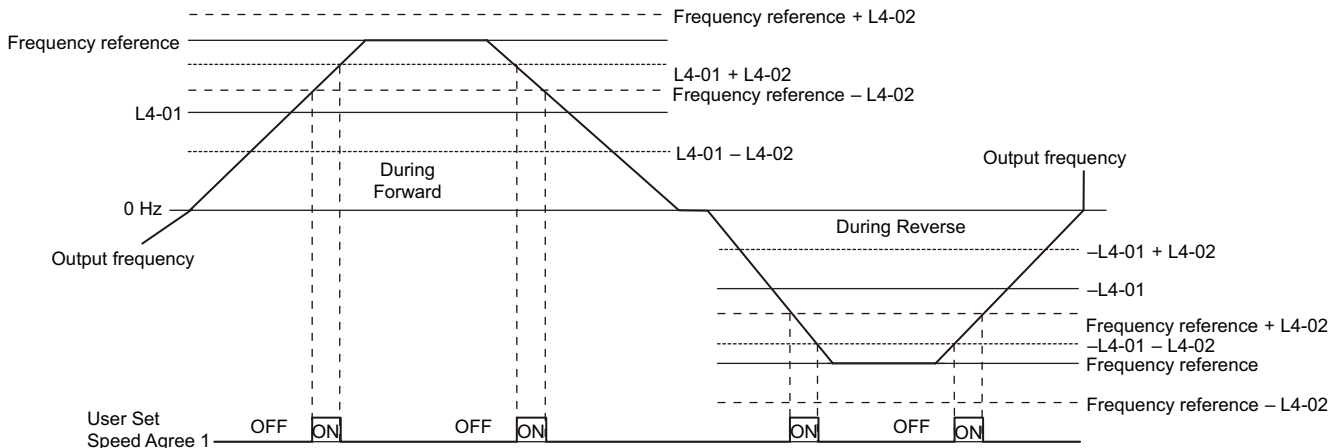 Frequency reference + L4-02
Frequency reference
L4-01 + L4-02
Frequency reference – L4-02
L4-01
L4-01 – L4-02
During
Forward
Output frequency
0 Hz
During Reverse
Output frequency
–L4-01 + L4-02
–L4-01
Frequency reference + L4-02
–L4-01 – L4-02
Frequency reference
Frequency reference – L4-02
User Set
Speed Agree 1
OFF
ON
OFF
ON
ON
OFF
ON